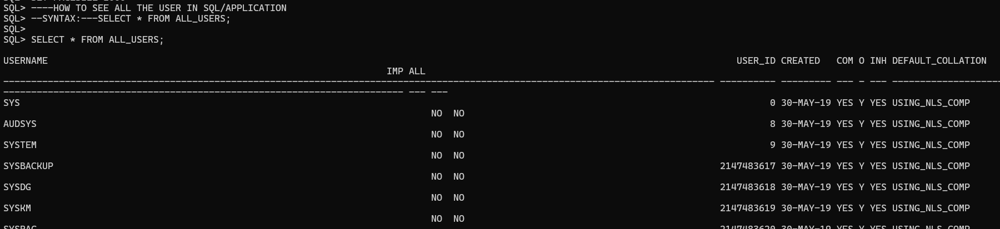 SQL> ----HOW TO SEE ALL THE USER IN SQL/APPLICATION
SQL> --SYNTAX:---SELECT * FROM ALL_USERS;
SQL>
SQL> SELECT * FROM ALL_USERS;
USERNAME USER_ID CREATED COM O INH DEFAULT_COLLATION
IMP ALL
-------------------------------------------------------------------------------------------------------------------------------- ---------- --------- --- - --- --------------------
------------------------------------------------------------------------ --- ---
SYS 0 30-MAY-19 YES Y YES USING_NLS_COMP
NO NO
AUDSYS 8 30-MAY-19 YES Y YES USING_NLS_COMP
NO NO
SYSTEM 9 30-MAY-19 YES Y YES USING_NLS_COMP
NO NO
SYSBACKUP 2147483617 30-MAY-19 YES Y YES USING_NLS_COMP
NO NO
SYSDG 2147483618 30-MAY-19 YES Y YES USING_NLS_COMP
NO NO
SYSKM 2147483619 30-MAY-19 YES Y YES USING_NLS_COMP
NO NO
SYSRAC 2147483620 30-MAY-19 YES Y YES USING_NLS_COMP